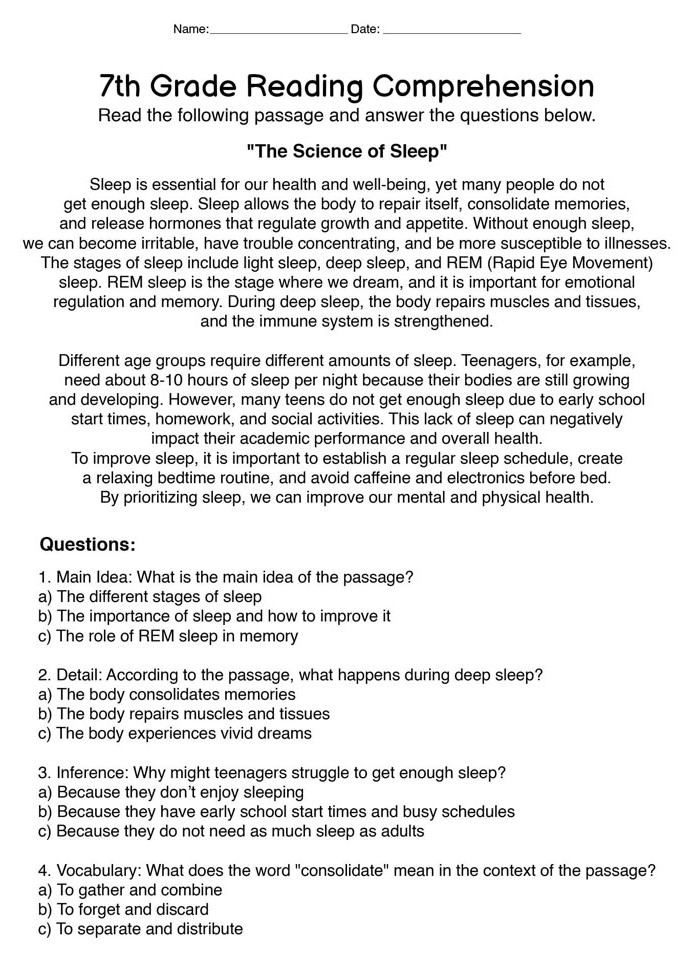 Name: Date:
7th Grade Reading Comprehension
Read the following passage and answer the questions below.
"The Science of Sleep"
Sleep is essential for our health and well-being, yet many people do not
get enough sleep. Sleep allows the body to repair itself, consolidate memories,
and release hormones that regulate growth and appetite. Without enough sleep,
we can become irritable, have trouble concentrating, and be more susceptible to illnesses.
The stages of sleep include light sleep, deep sleep, and REM (Rapid Eye Movement)
sleep. REM sleep is the stage where we dream, and it is important for emotional
regulation and memory. During deep sleep, the body repairs muscles and tissues,
and the immune system is strengthened.
Different age groups require different amounts of sleep. Teenagers, for example,
need about 8-10 hours of sleep per night because their bodies are still growing
and developing. However, many teens do not get enough sleep due to early school
start times, homework, and social activities. This lack of sleep can negatively
impact their academic performance and overall health.
To improve sleep, it is important to establish a regular sleep schedule, create
a relaxing bedtime routine, and avoid caffeine and electronics before bed.
By prioritizing sleep, we can improve our mental and physical health.
Questions:
1. Main Idea: What is the main idea of the passage?
a) The different stages of sleep
b) The importance of sleep and how to improve it
c) The role of REM sleep in memory
2. Detail: According to the passage, what happens during deep sleep?
a) The body consolidates memories
b) The body repairs muscles and tissues
c) The body experiences vivid dreams
3. Inference: Why might teenagers struggle to get enough sleep?
a) Because they don’t enjoy sleeping
b) Because they have early school start times and busy schedules
c) Because they do not need as much sleep as adults
4. Vocabulary: What does the word "consolidate" mean in the context of the passage?
a) To gather and combine
b) To forget and discard
c) To separate and distribute